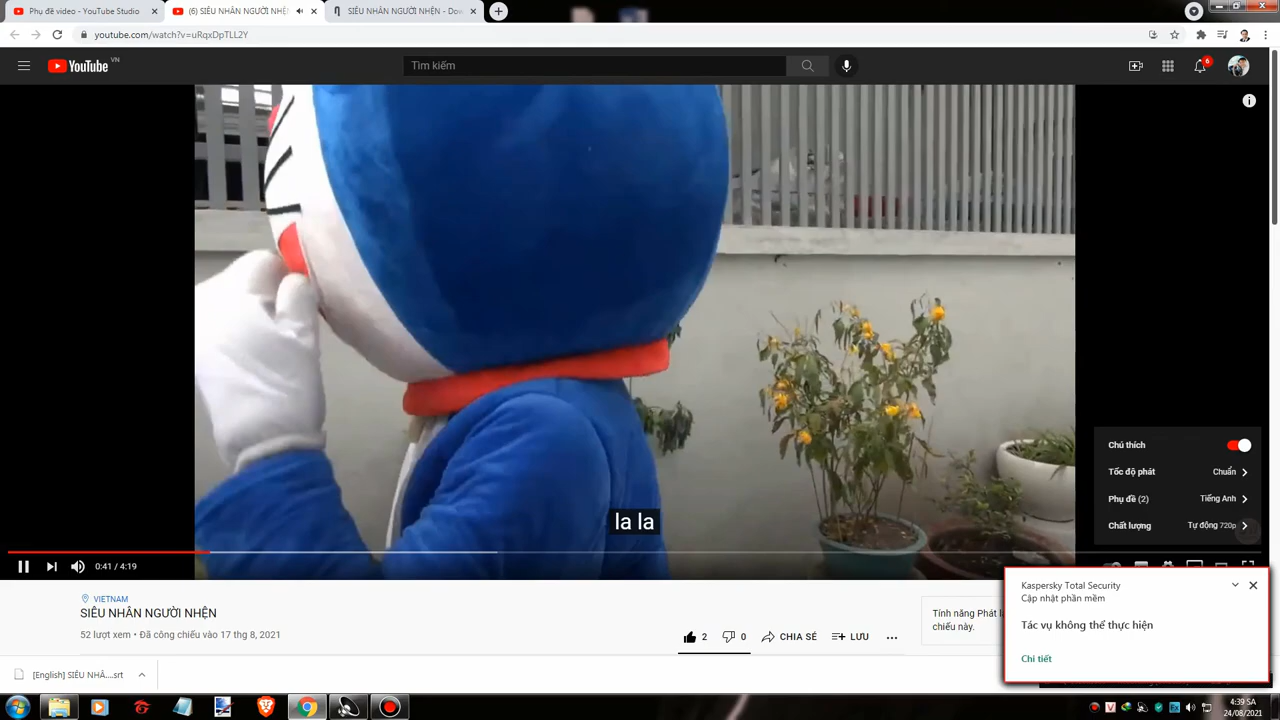 Phụ đề video - YouTube Studio
(6) SIÊU NHÂN NGƯỜI NHỆN
SIÊU NHÂN NGƯỜI NHỆN - Dow
youtube.com/watch?v=uRqxDpTLL2Y
YouTube VN
Tìm kiếm
6
Chú thích
Tốc độ phát Chuẩn
Phụ đề (2) Tiếng Anh
Chất lượng Tự động 720p
la la
0:41 / 4:19
VIETNAM
SIÊU NHÂN NGƯỜI NHỆN
52 lượt xem • Đã công chiếu vào 17 thg 8, 2021
2
0
CHIA SẺ
LƯU
Tính năng Phát lạ
chiếu này.
Kaspersky Total Security
Cập nhật phần mềm
Tác vụ không thể thực hiện
Chi tiết
[English] SIÊU NHÂ....srt
4:39 SA
24/08/2021